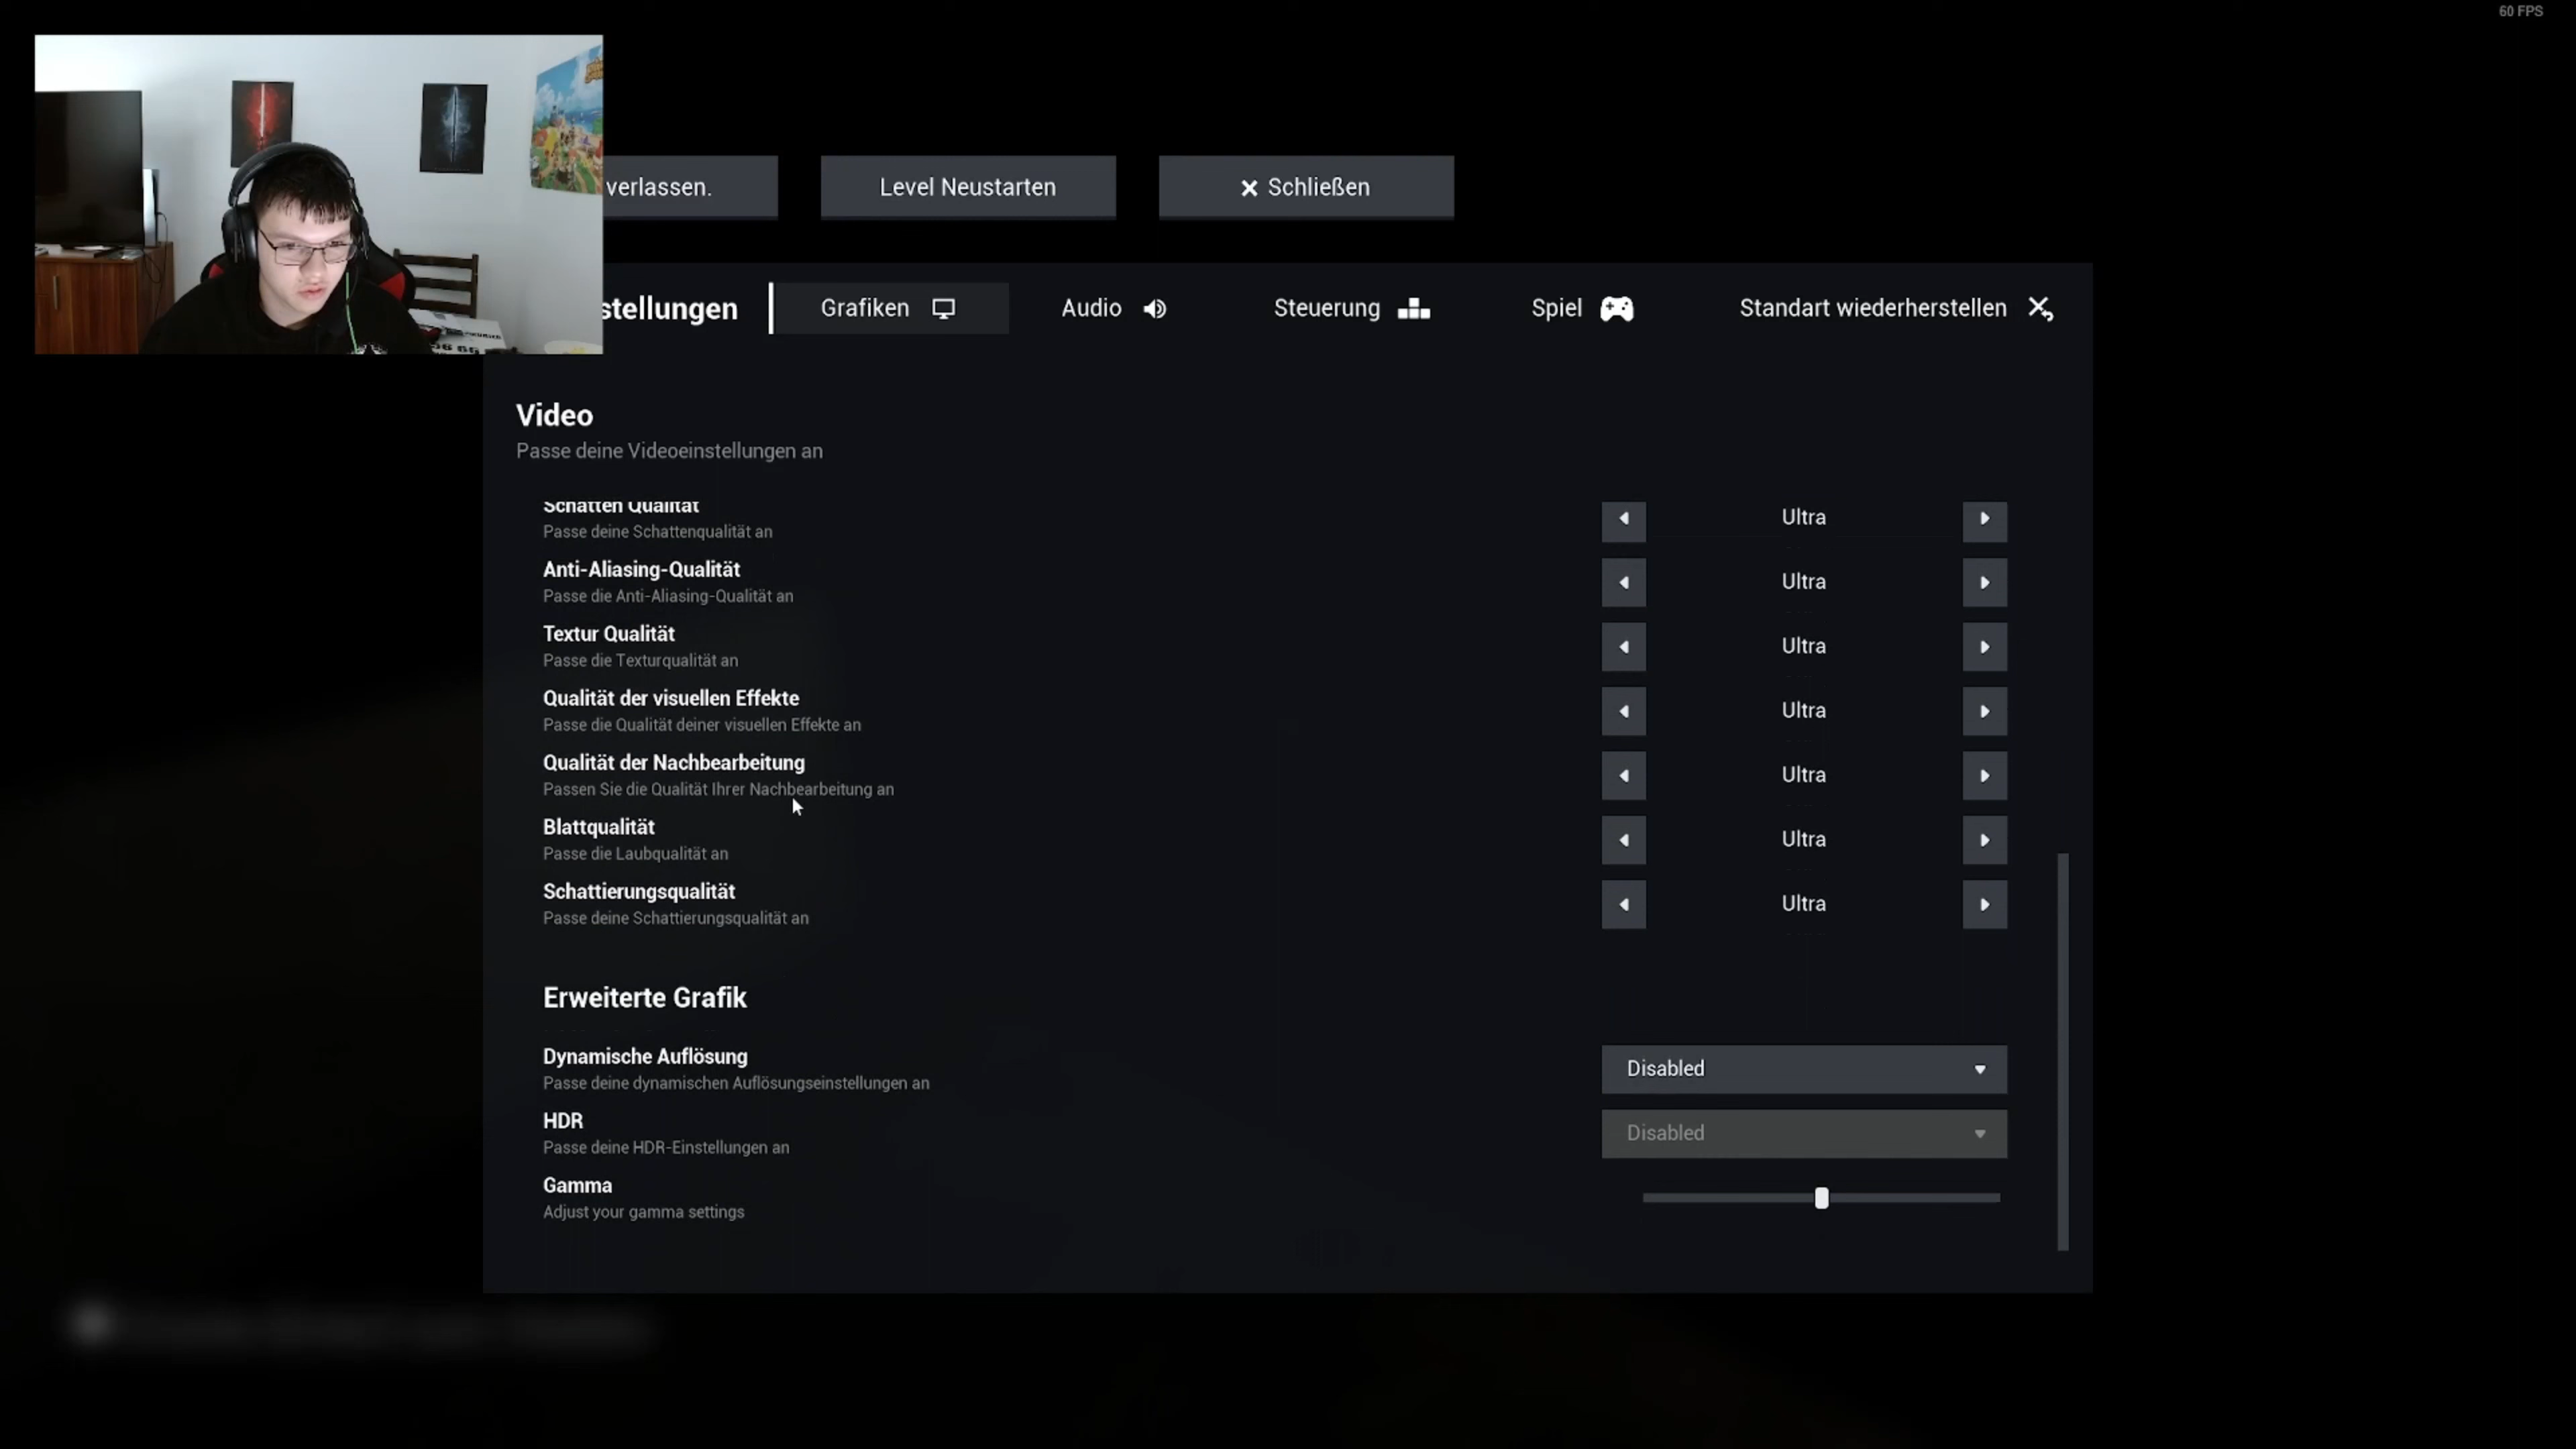 60 FPS
verlassen.
Level Neustarten
Schließen
stellungen
Grafiken
Audio
Steuerung
Spiel
Standart wiederherstellen
Video
Passe deine Videoeinstellungen an
Schatten Qualität
Ultra
Passe deine Schattenqualität an
Anti-Aliasing-Qualität
Ultra
Passe die Anti-Aliasing-Qualität an
Textur Qualität
Ultra
Passe die Texturqualität an
Qualität der visuellen Effekte
Ultra
Passe die Qualität deiner visuellen Effekte an
Qualität der Nachbearbeitung
Ultra
Passen Sie die Qualität Ihrer Nachbearbeitung an
Blattqualität
Ultra
Passe die Laubqualität an
Schattierungsqualität
Ultra
Passe deine Schattierungsqualität an
Erweiterte Grafik
Dynamische Auflösung
Disabled
Passe deine dynamischen Auflösungseinstellungen an
HDR
Disabled
Passe deine HDR-Einstellungen an
Gamma
Adjust your gamma settings